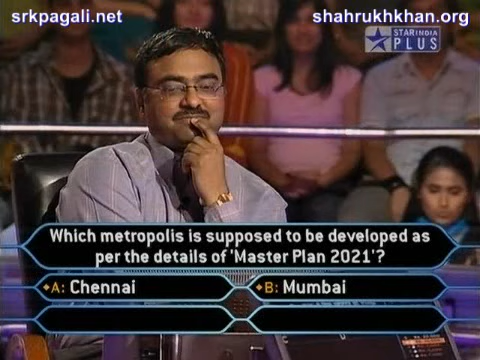 srkpagali.net
shahrukhkhan.org
STAR INDIA
PLUS
Which metropolis is supposed to be developed as
per the details of 'Master Plan 2021'?
A: Chennai
B: Mumbai